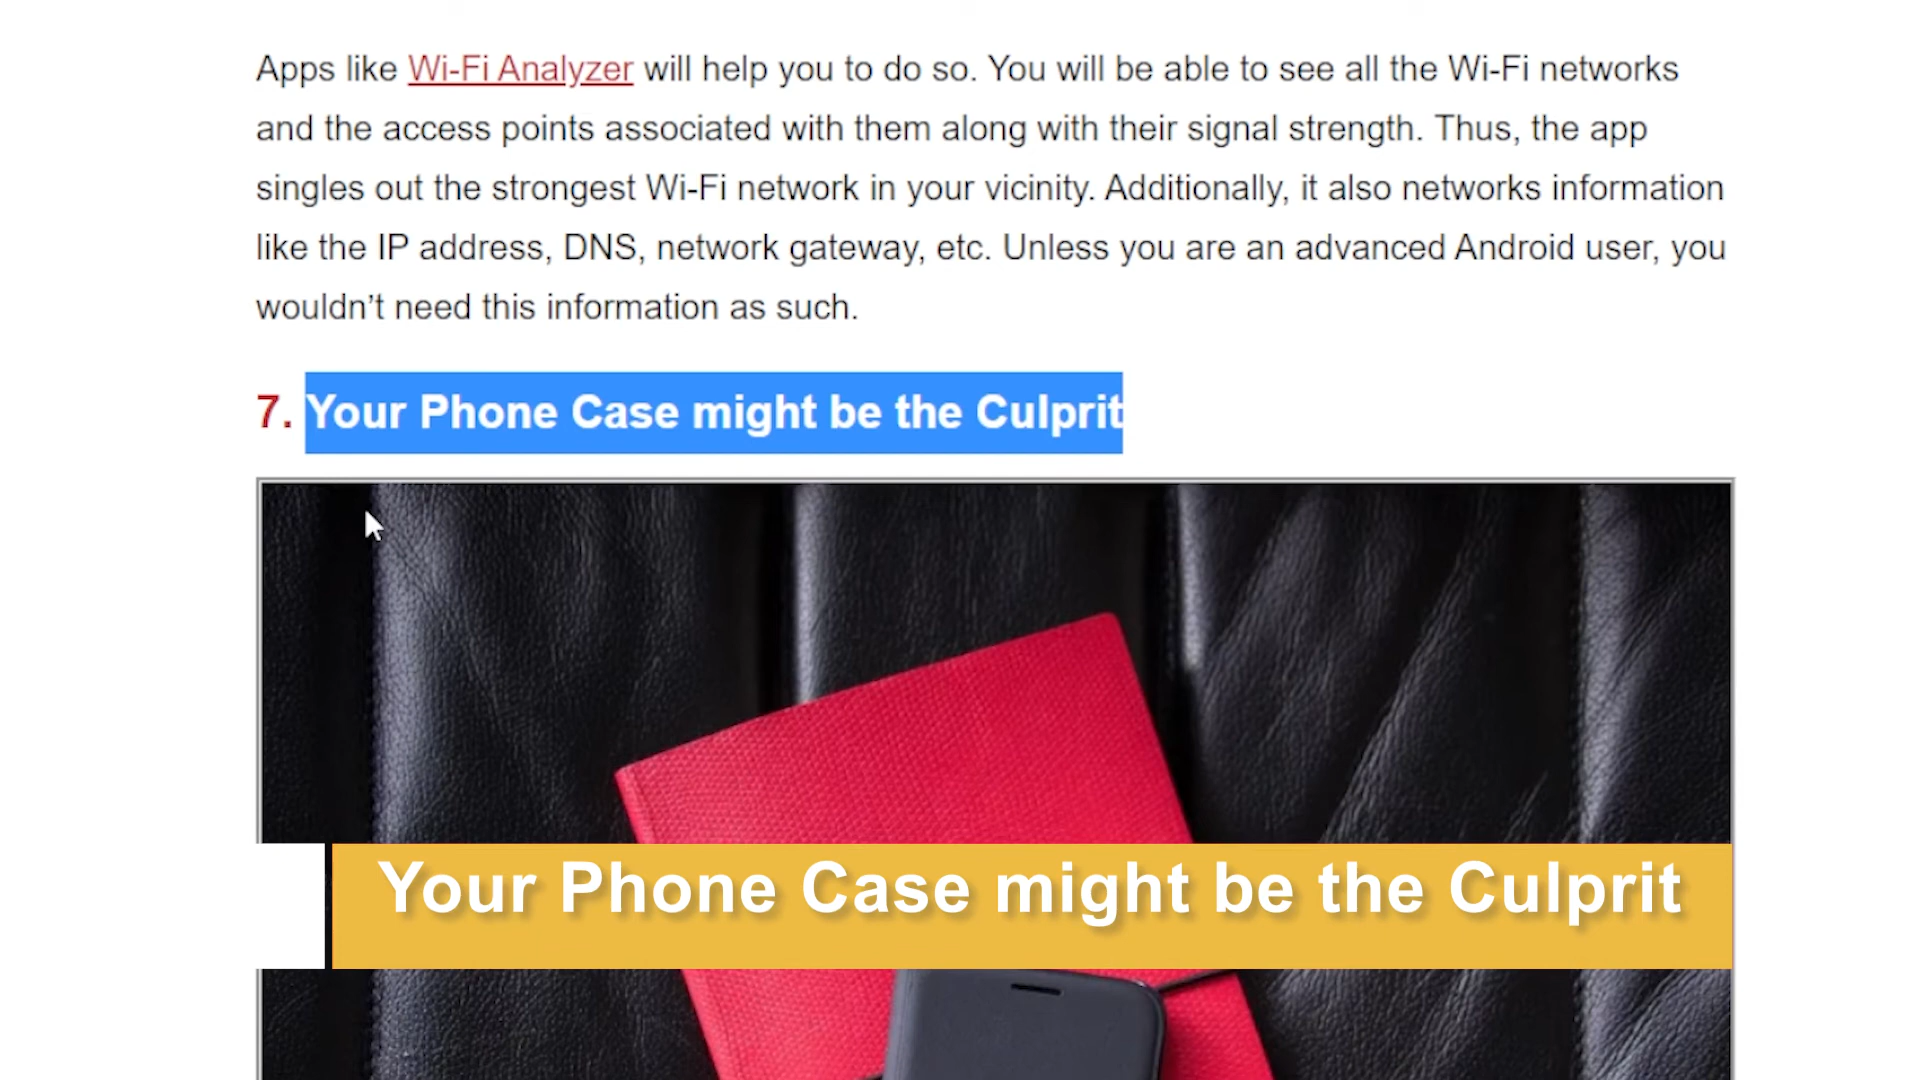 Apps like Wi-Fi Analyzer will help you to do so. You will be able to see all the Wi-Fi networks
and the access points associated with them along with their signal strength. Thus, the app
singles out the strongest Wi-Fi network in your vicinity. Additionally, it also networks information
like the IP address, DNS, network gateway, etc. Unless you are an advanced Android user, you
wouldn’t need this information as such.
7. Your Phone Case might be the Culprit
Your Phone Case might be the Culprit